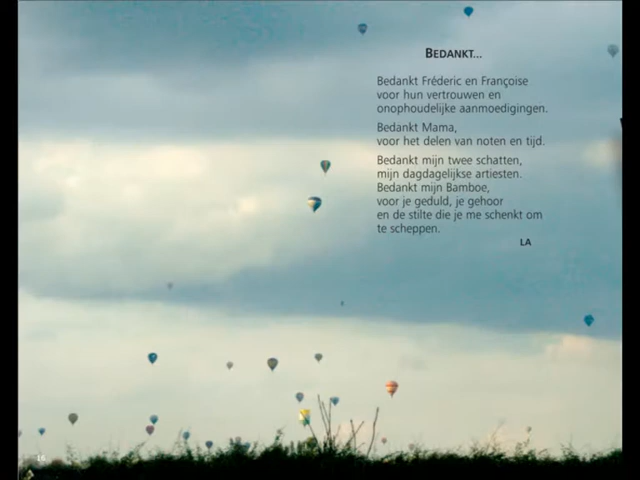 BEDANKT...
Bedankt Fréderic en Françoise
voor hun vertrouwen en
onophoudelijke aanmoedigingen.
Bedankt Mama,
voor het delen van noten en tijd.
Bedankt mijn twee schatten,
mijn dagdagelijkse artiesten.
Bedankt mijn Bamboe,
voor je geduld, je gehoor
en de stilte die je me schenkt om
te scheppen.
LA
16